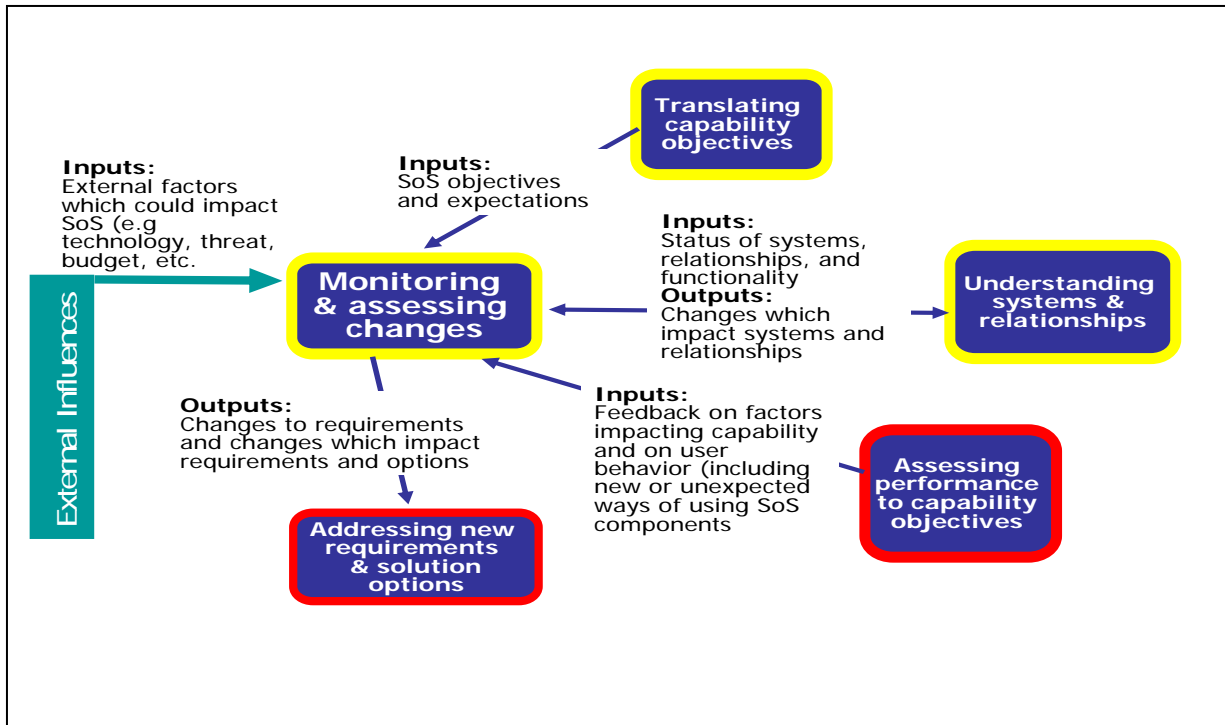 Translating
capability
objectives
Inputs:
External factors
which could impact
SoS (e.g
technology, threat,
budget, etc.
Inputs:
SoS objectives
and expectations
Inputs:
Status of systems,
relationships, and
functionality
Outputs:
Changes which
impact systems and
relationships
Monitoring
& assessing
changes
Understanding
systems &
relationships
External Influences
Outputs:
Changes to requirements
and changes which impact
requirements and options
Inputs:
Feedback on factors
impacting capability
and on user
behavior (including
new or unexpected
ways of using SoS
components
Assessing
performance
to capability
objectives
Addressing new
requirements
& solution
options